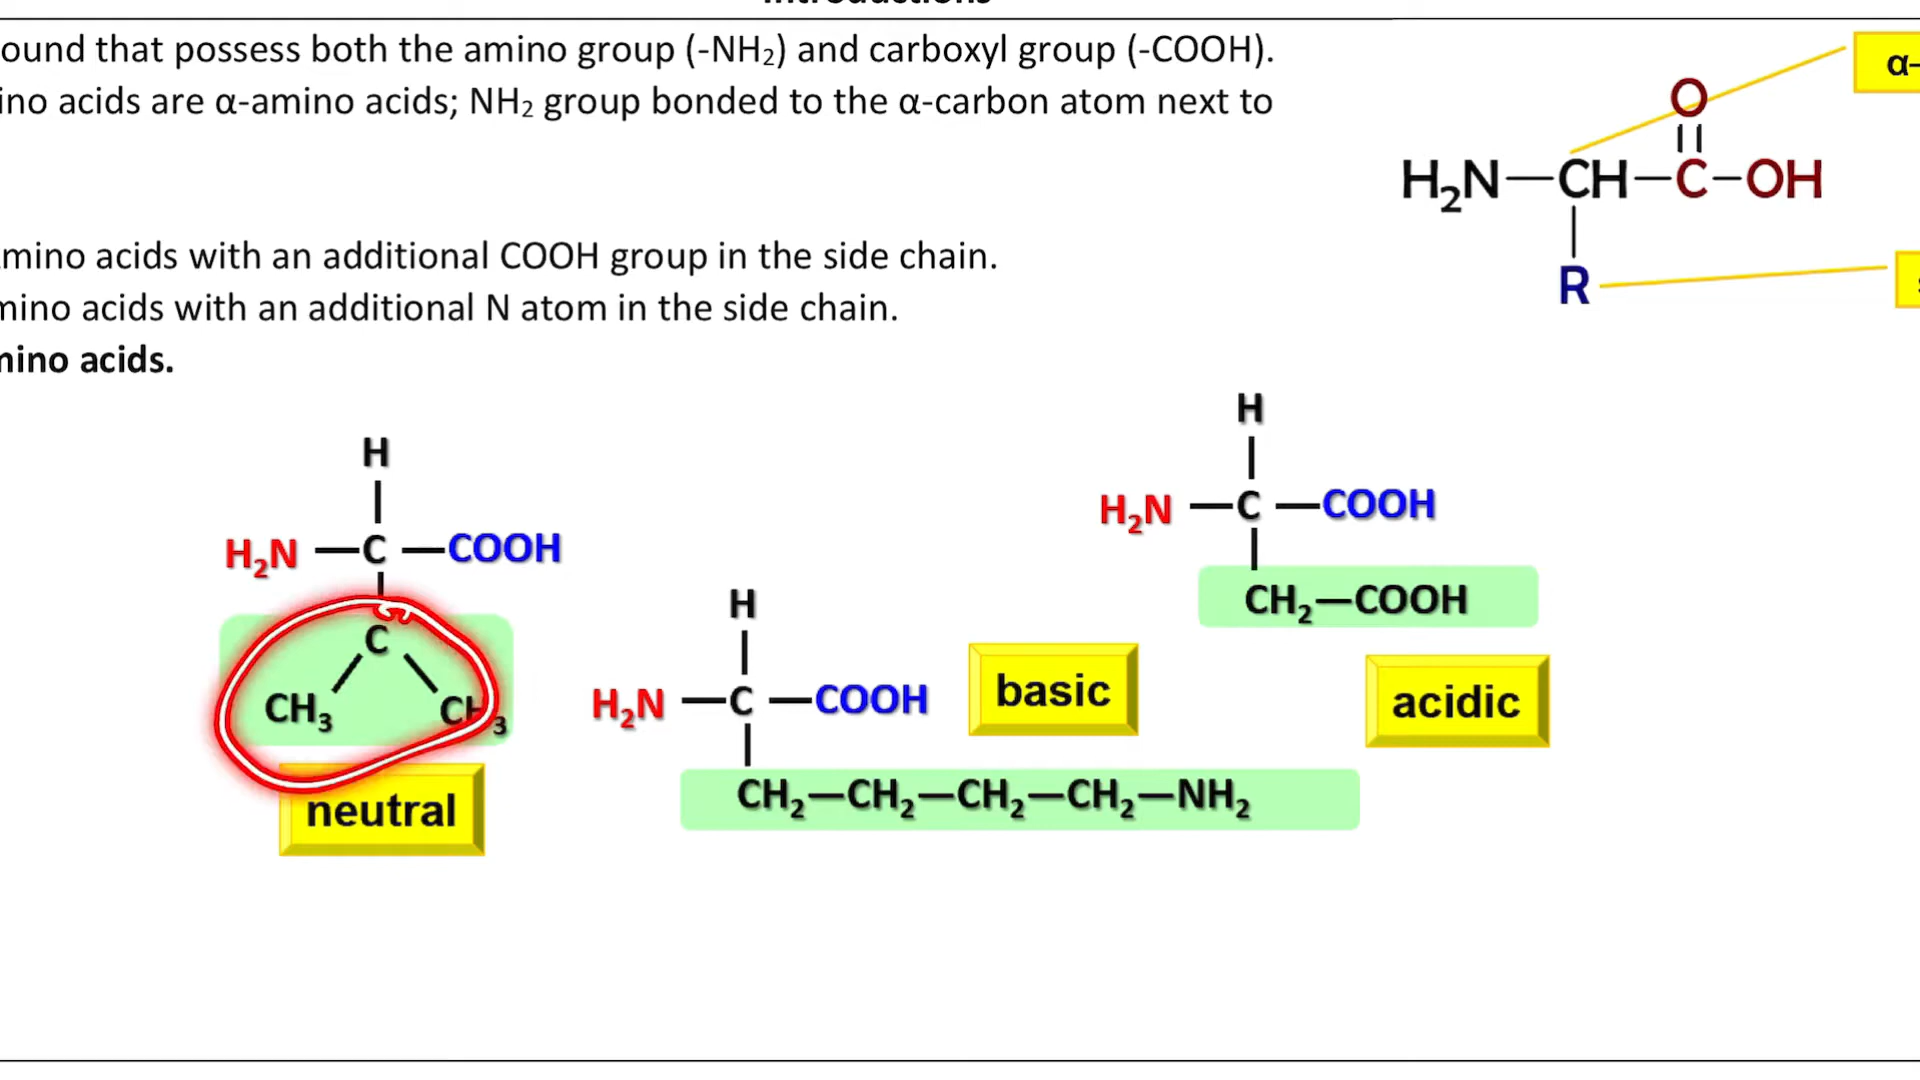 ound that possess both the amino group (-NH₂) and carboxyl group (-COOH).
ino acids are α-amino acids; NH₂ group bonded to the α-carbon atom next to
α-
O
H₂N—CH—C—OH
R
mino acids with an additional COOH group in the side chain.
mino acids with an additional N atom in the side chain.
mino acids.
H
H₂N—C—COOH
C
CH₃ CH₃
neutral
H
H₂N—C—COOH
CH₂—CH₂—CH₂—CH₂—NH₂
basic
H
H₂N—C—COOH
CH₂—COOH
acidic